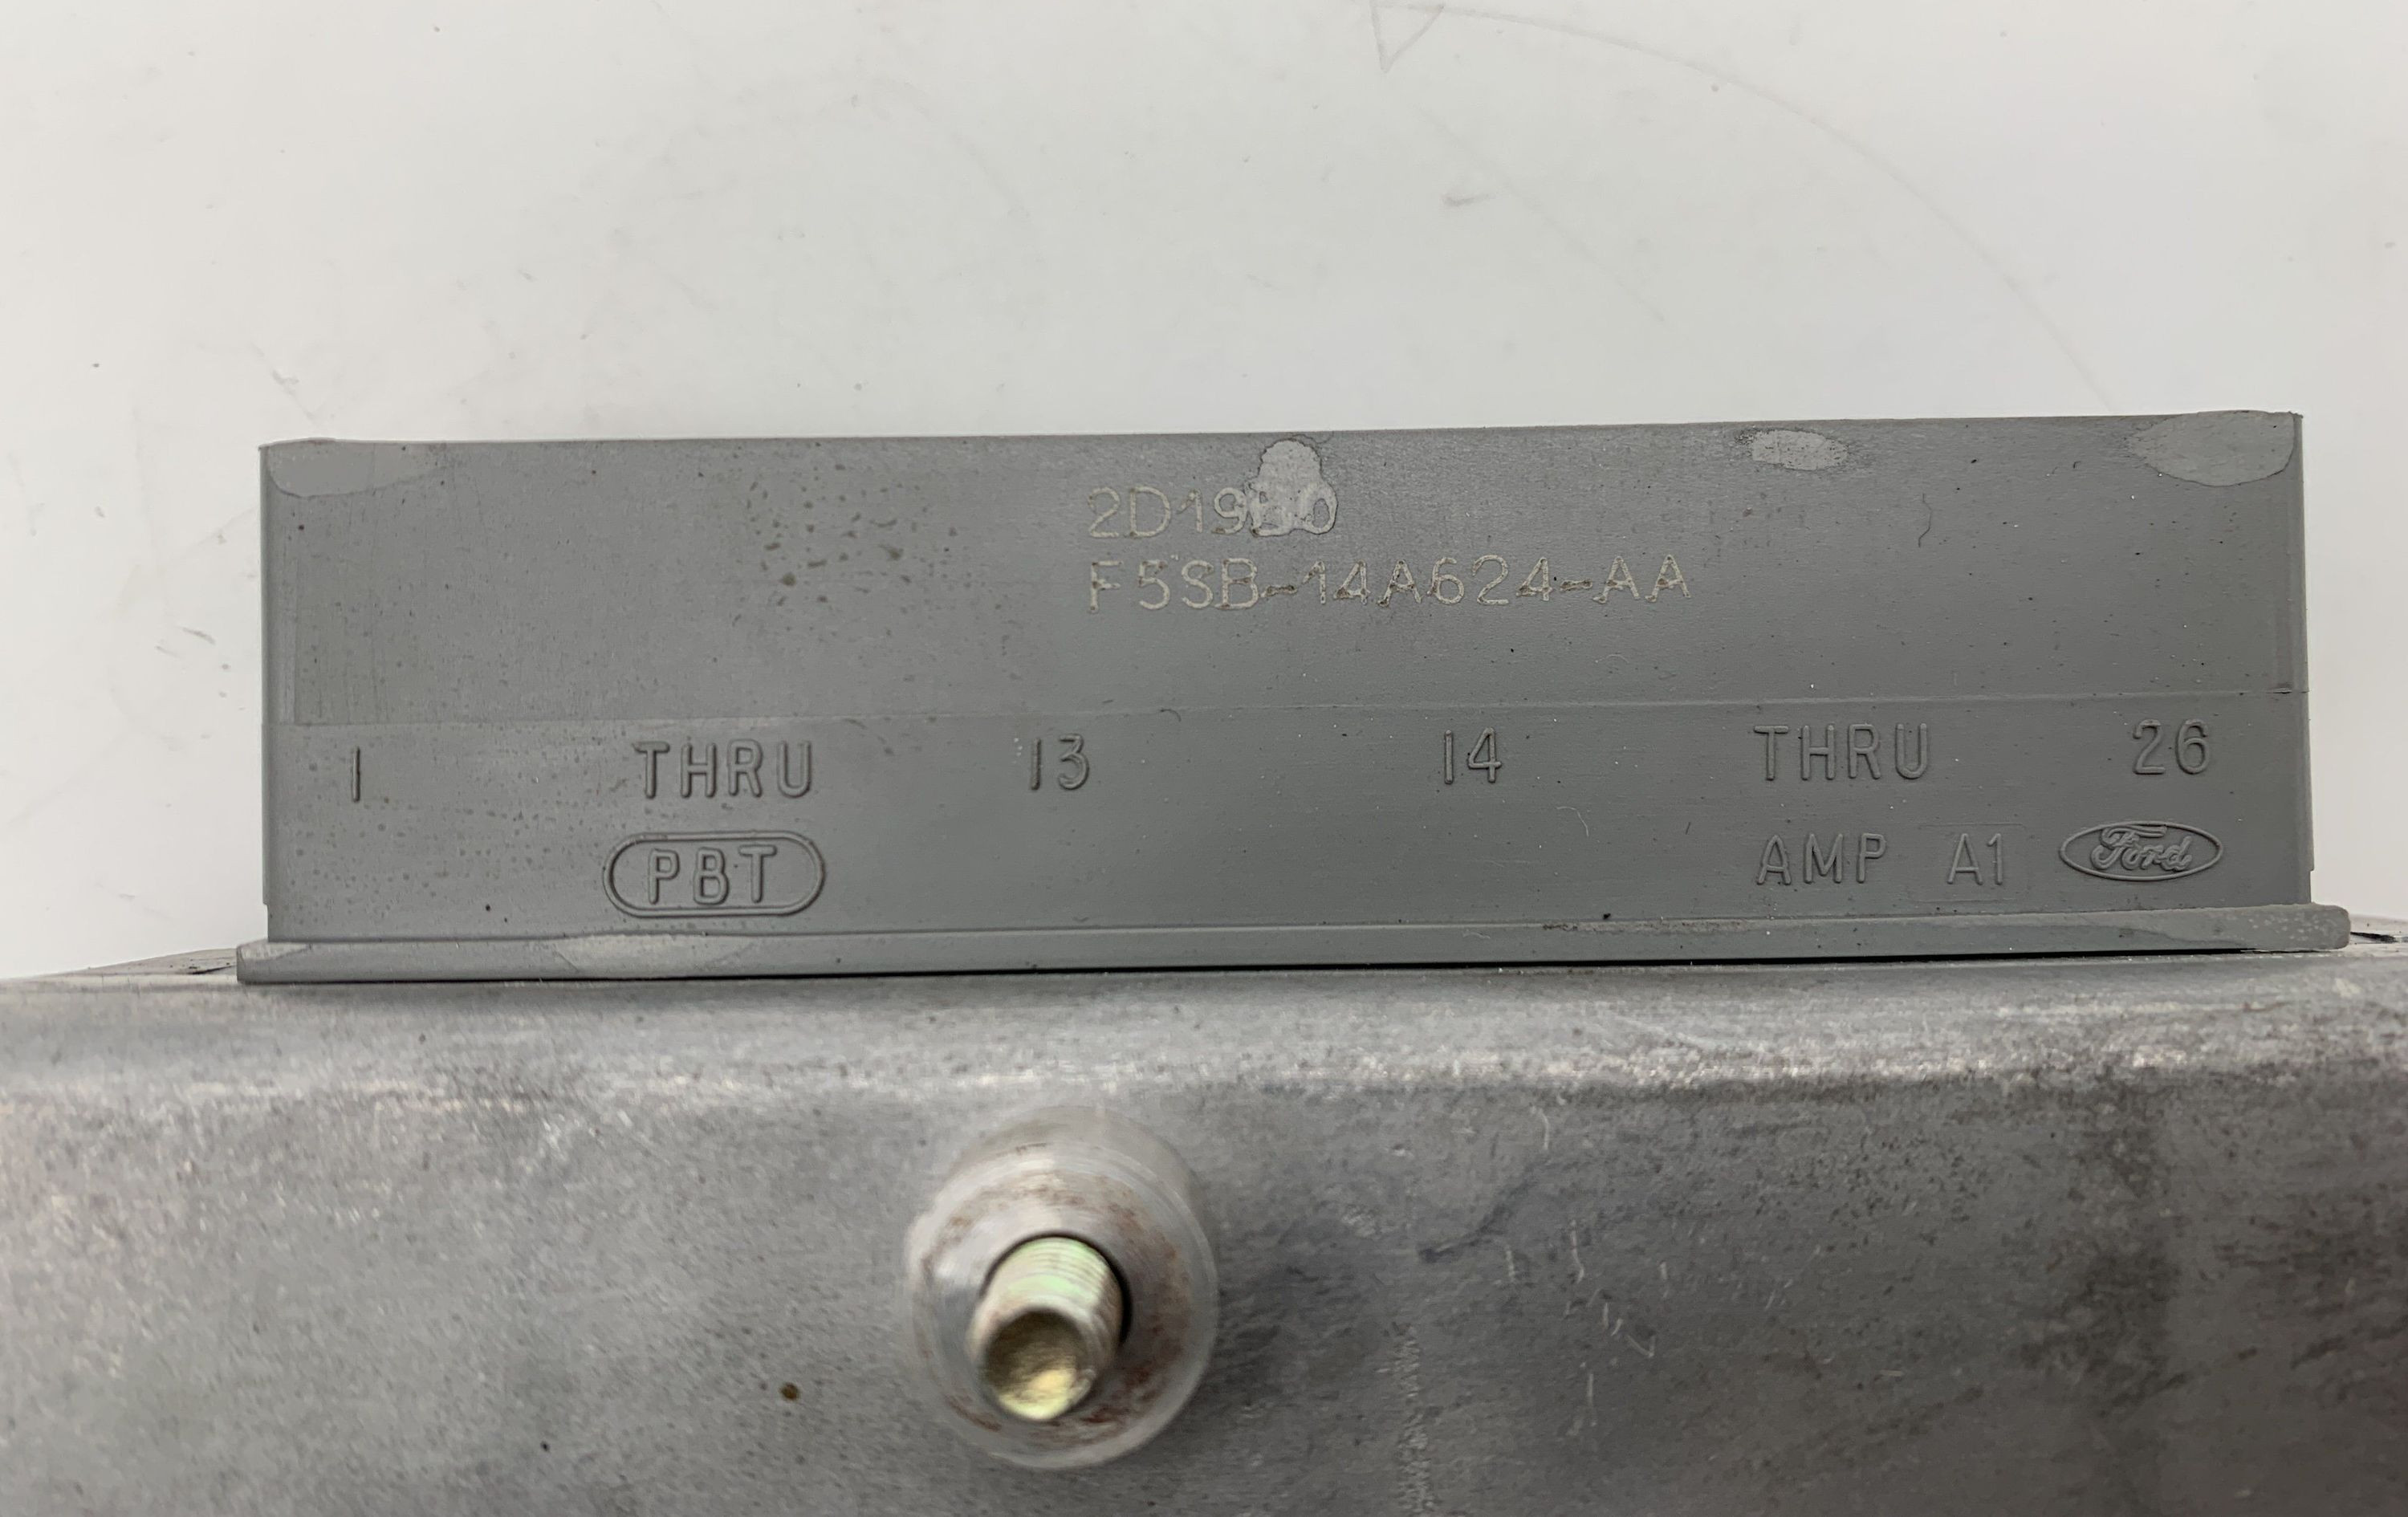 F5SB-14A624-AA
1 THRU 13 14 THRU 26
PBT AMP A1 Ford